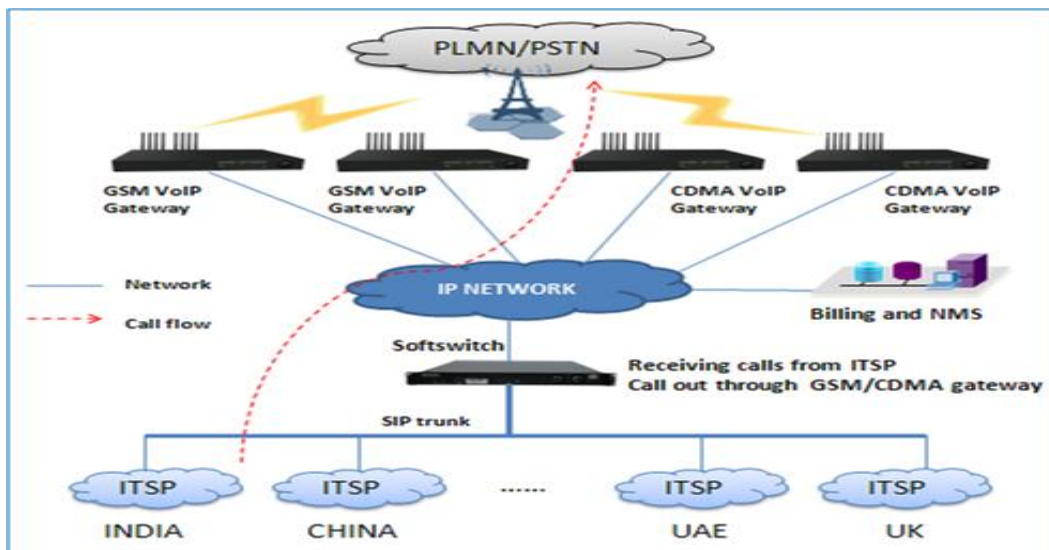 PLMN/PSTN
GSM VoIP
Gateway
GSM VoIP
Gateway
CDMA VoIP
Gateway
CDMA VoIP
Gateway
Network
Call flow
IP NETWORK
Billing and NMS
Softswitch
Receiving calls from ITSP
Call out through GSM/CDMA gateway
SIP trunk
ITSP
ITSP
......
ITSP
ITSP
INDIA
CHINA
UAE
UK